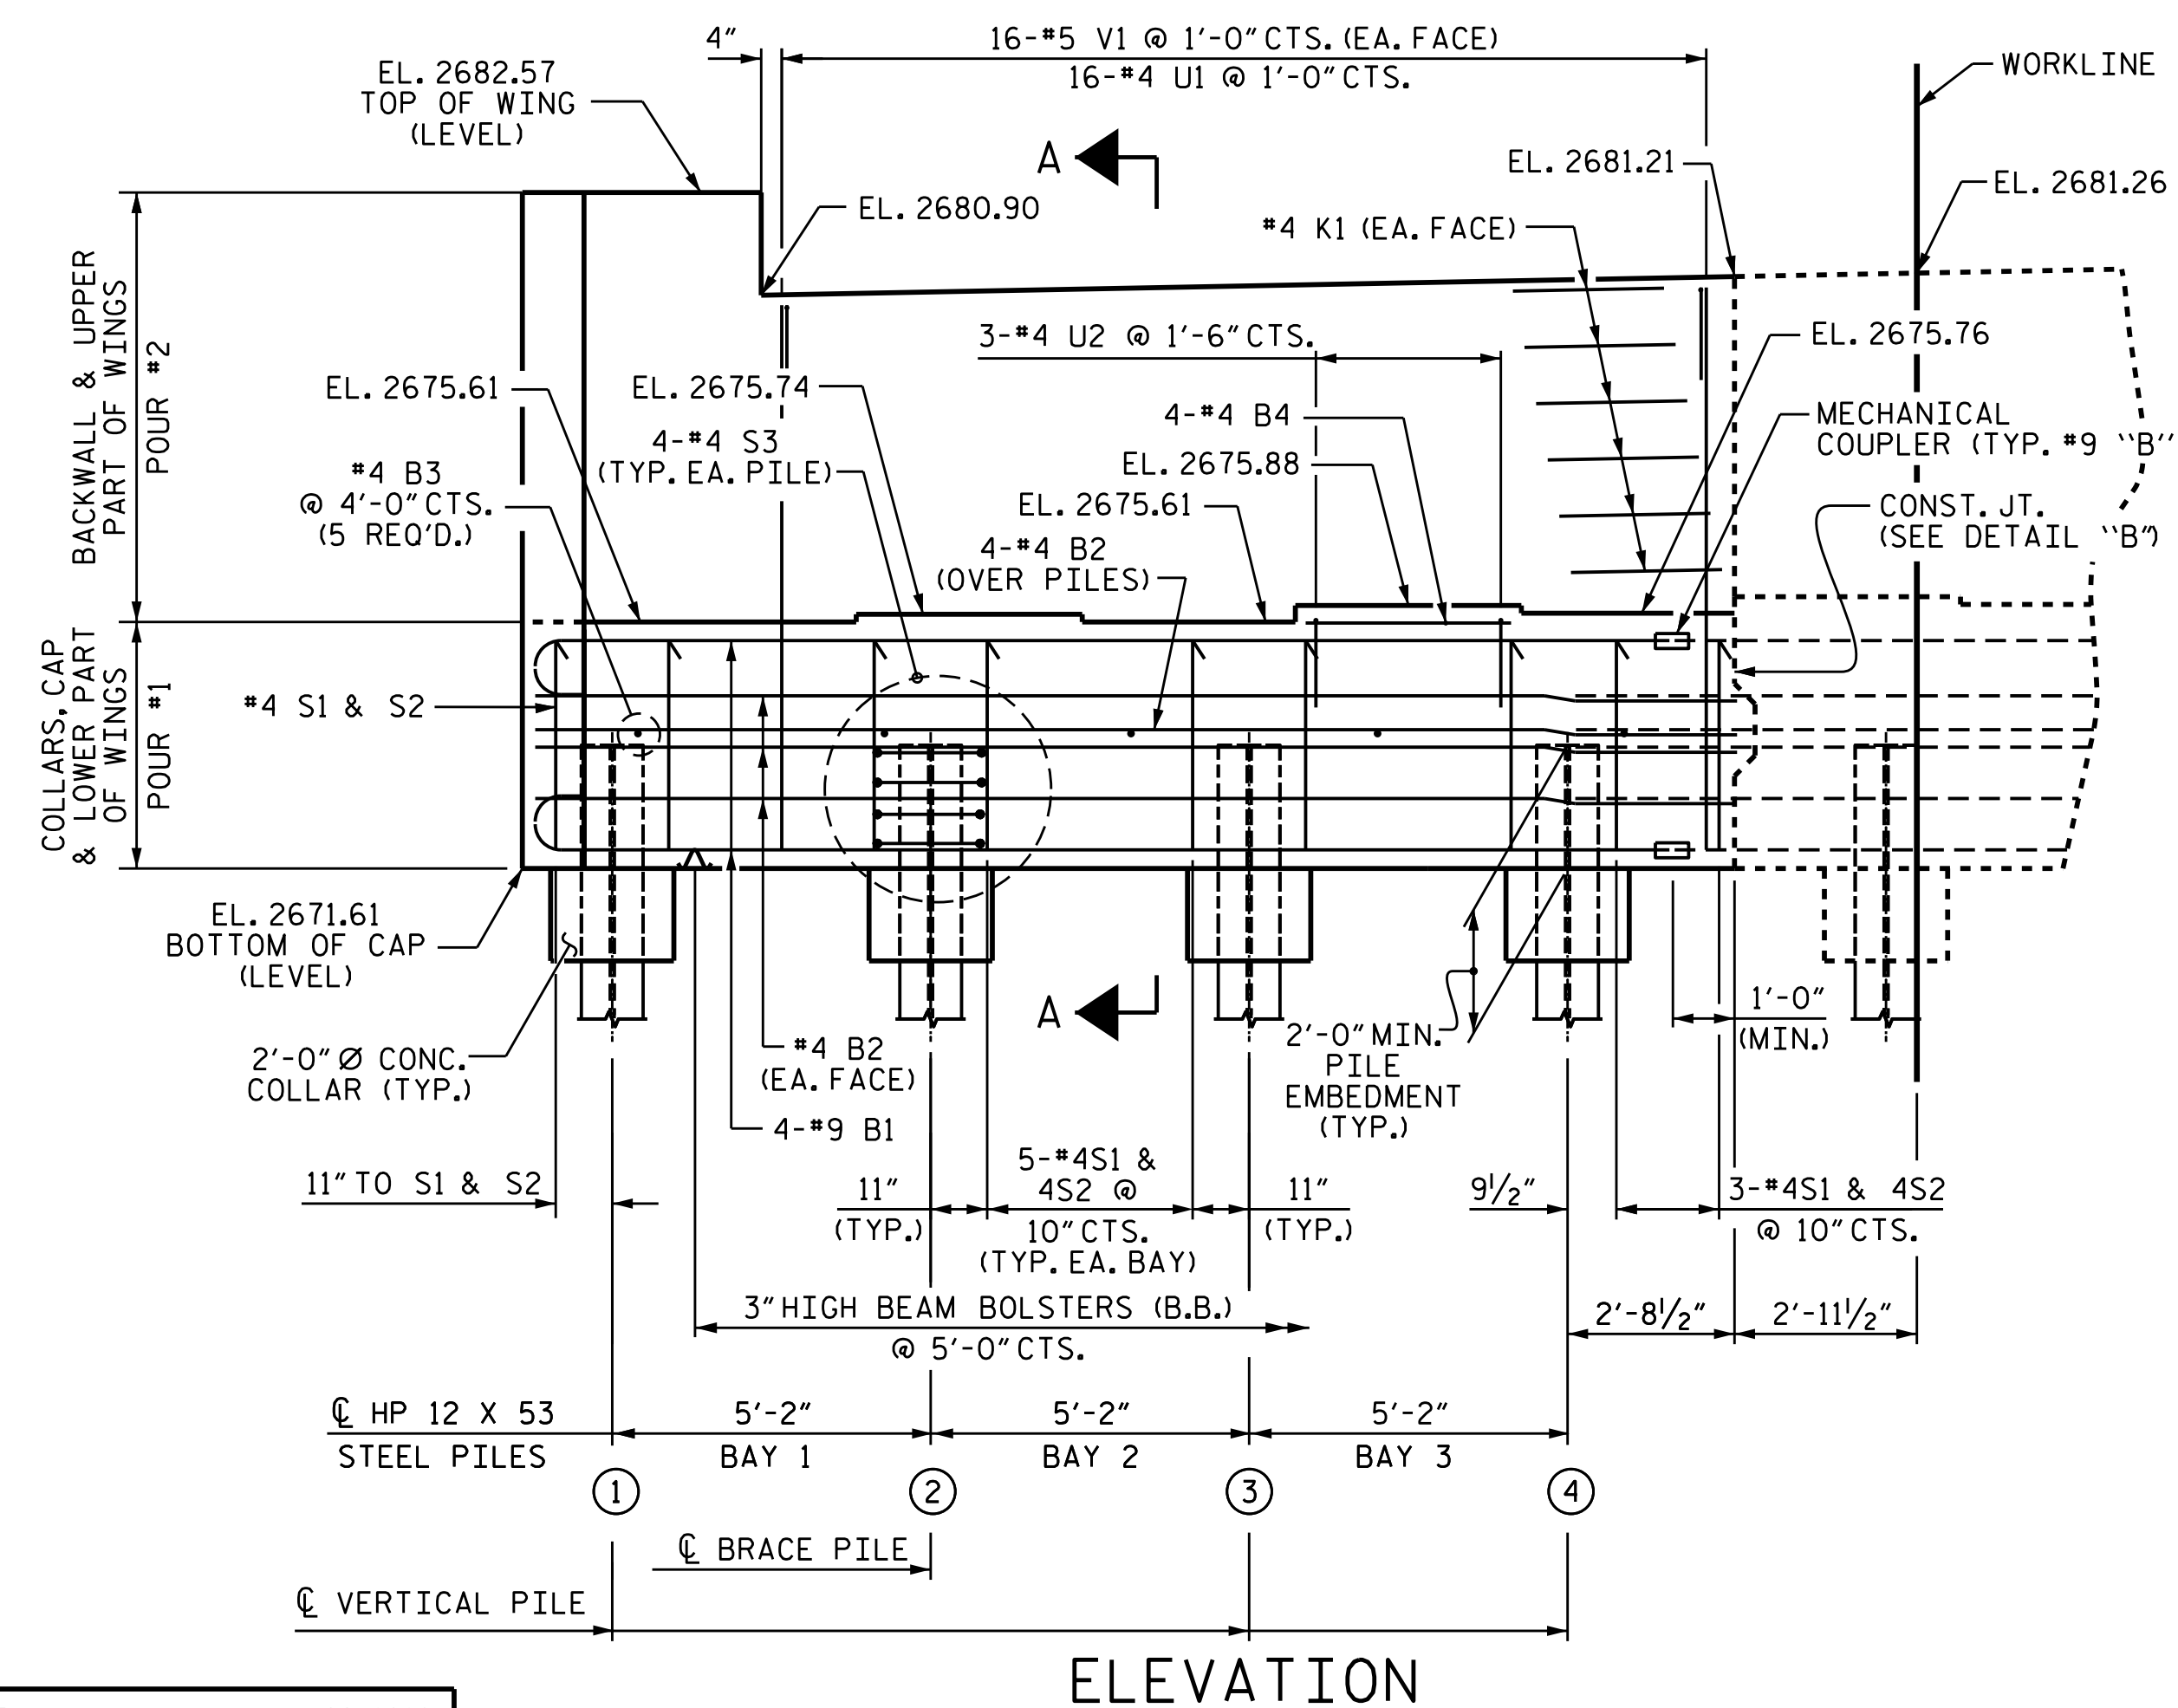 4″
16-#5 V1 @ 1′-0″ CTS. (EA. FACE)
16-#4 U1 @ 1′-0″ CTS.
WORKLINE
EL. 2682.57
TOP OF WING
(LEVEL)
A
EL. 2681.21
EL. 2681.26
EL. 2680.90
#4 K1 (EA. FACE)
BACKWALL & UPPER
PART OF WINGS
POUR #2
3-#4 U2 @ 1′-6″ CTS.
EL. 2675.76
EL. 2675.61
EL. 2675.74
4-#4 B4
MECHANICAL
COUPLER (TYP. #9 ‘‘B’’
4-#4 S3
(TYP. EA. PILE)
EL. 2675.88
#4 B3
@ 4′-0″ CTS.
(5 REQ’D.)
EL. 2675.61
CONST. JT.
(SEE DETAIL ‘‘B″)
4-#4 B2
(OVER PILES)
COLLARS, CAP
& LOWER PART
OF WINGS
POUR #1
#4 S1 & S2
EL. 2671.61
BOTTOM OF CAP
(LEVEL)
A
1′-0″
(MIN.)
2′-0″ MIN.
PILE
EMBEDMENT
(TYP.)
2′-0″ Ø CONC.
COLLAR (TYP.)
#4 B2
(EA. FACE)
4-#9 B1
11″ TO S1 & S2
11″
(TYP.)
5-#4S1 &
4S2 @
10″ CTS.
(TYP. EA. BAY)
11″
(TYP.)
9½″
3-#4S1 & 4S2
@ 10″ CTS.
3″ HIGH BEAM BOLSTERS (B.B.)
@ 5′-0″ CTS.
2′-8½″
2′-11½″
℄ HP 12 X 53
STEEL PILES
5′-2″
BAY 1
5′-2″
BAY 2
5′-2″
BAY 3
1
2
3
4
℄ BRACE PILE
℄ VERTICAL PILE
ELEVATION